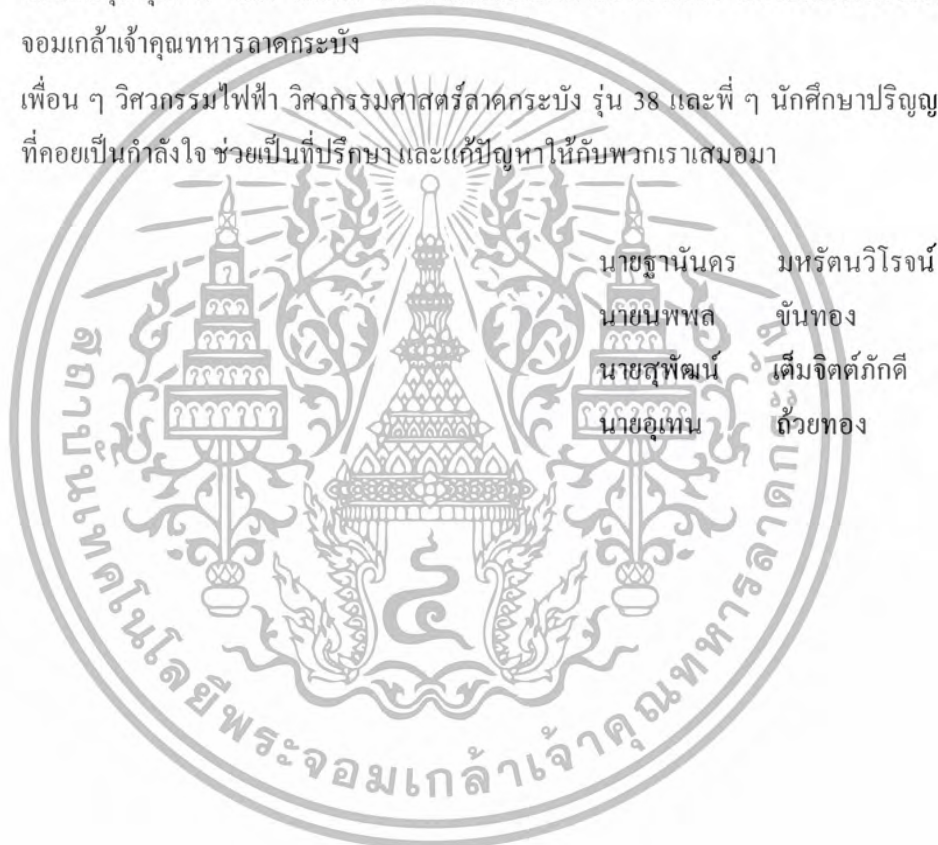 จอมเกล้าเจ้าคุณทหารลาดกระบัง
เพื่อน ๆ วิศวกรรมไฟฟ้า วิศวกรรมศาสตร์ลาดกระบัง รุ่น 38 และพี่ ๆ นักศึกษาปริญญ
ที่คอยเป็นกำลังใจ ช่วยเป็นที่ปรึกษา และแก้ปัญหาให้กับพวกเราเสมอมา
นายฐานันดร มหรัตนวิโรจน์
นายนพพล ขันทอง
นายสุพัฒน์ เต็มจิตต์ภักดี
นายอุเทน ถ้วยทอง
สถาบันเทคโนโลยีพระจอมเกล้าเจ้าคุณทหารลาดกระบัง
๔